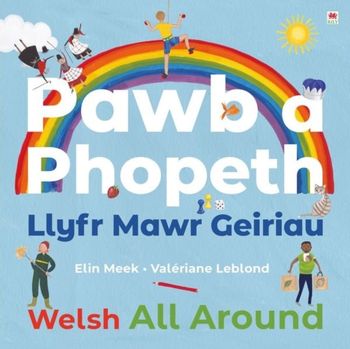 Pawb a
Phopeth
Llyfr Mawr Geiriau
Elin Meek • Valériane Leblond
Welsh All Around